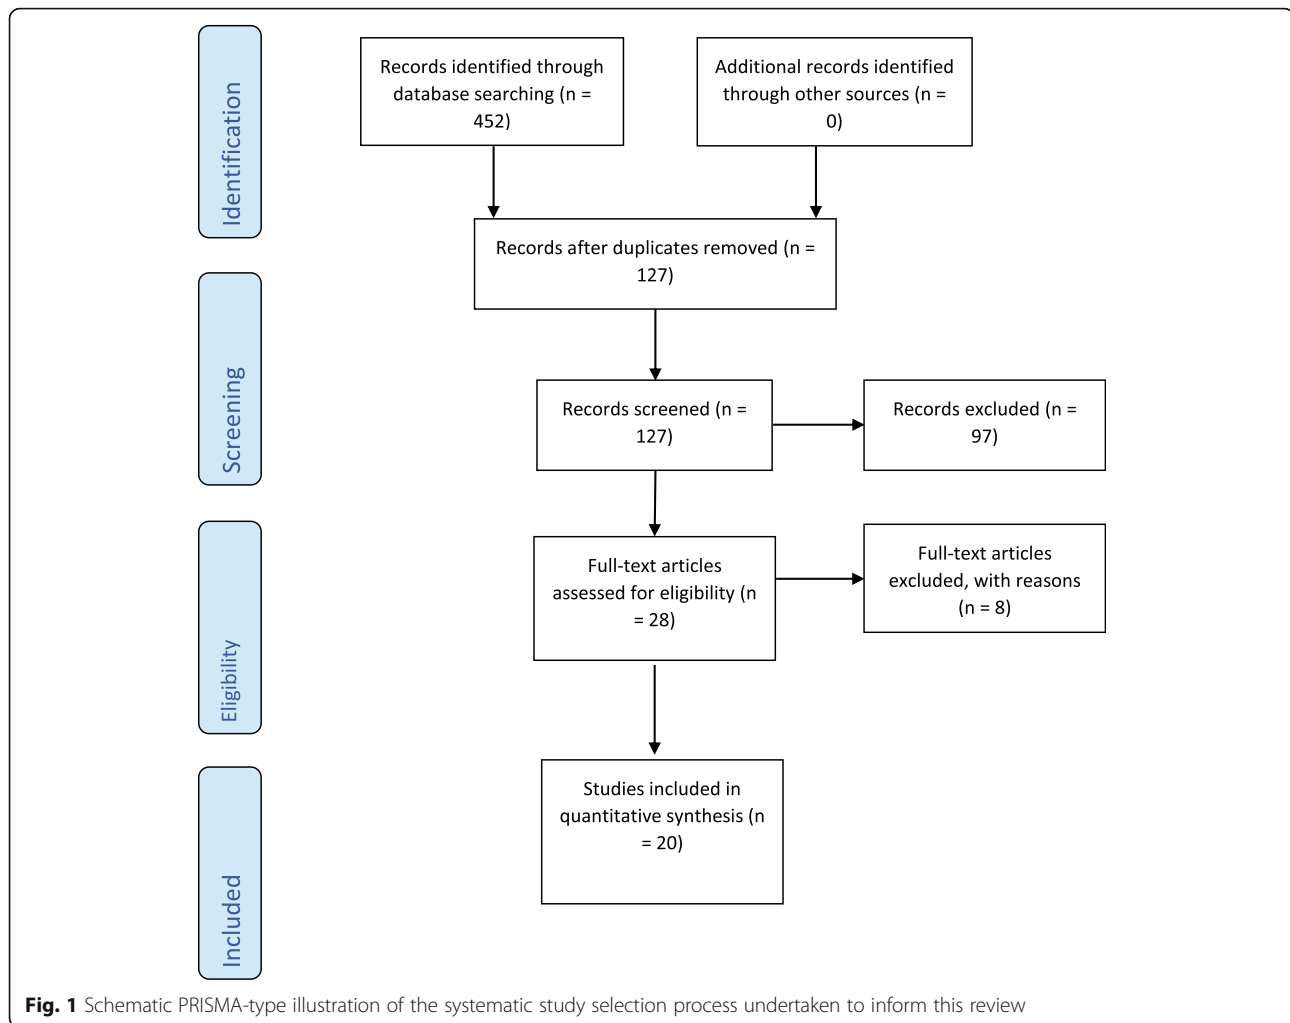 Identification
Records identified through
database searching (n =
452)
Additional records identified
through other sources (n =
0)
Records after duplicates removed (n =
127)
Screening
Records screened (n =
127)
Records excluded (n =
97)
Eligibility
Full-text articles
assessed for eligibility (n
= 28)
Full-text articles
excluded, with reasons
(n = 8)
Included
Studies included in
quantitative synthesis (n
= 20)
Fig. 1 Schematic PRISMA-type illustration of the systematic study selection process undertaken to inform this review